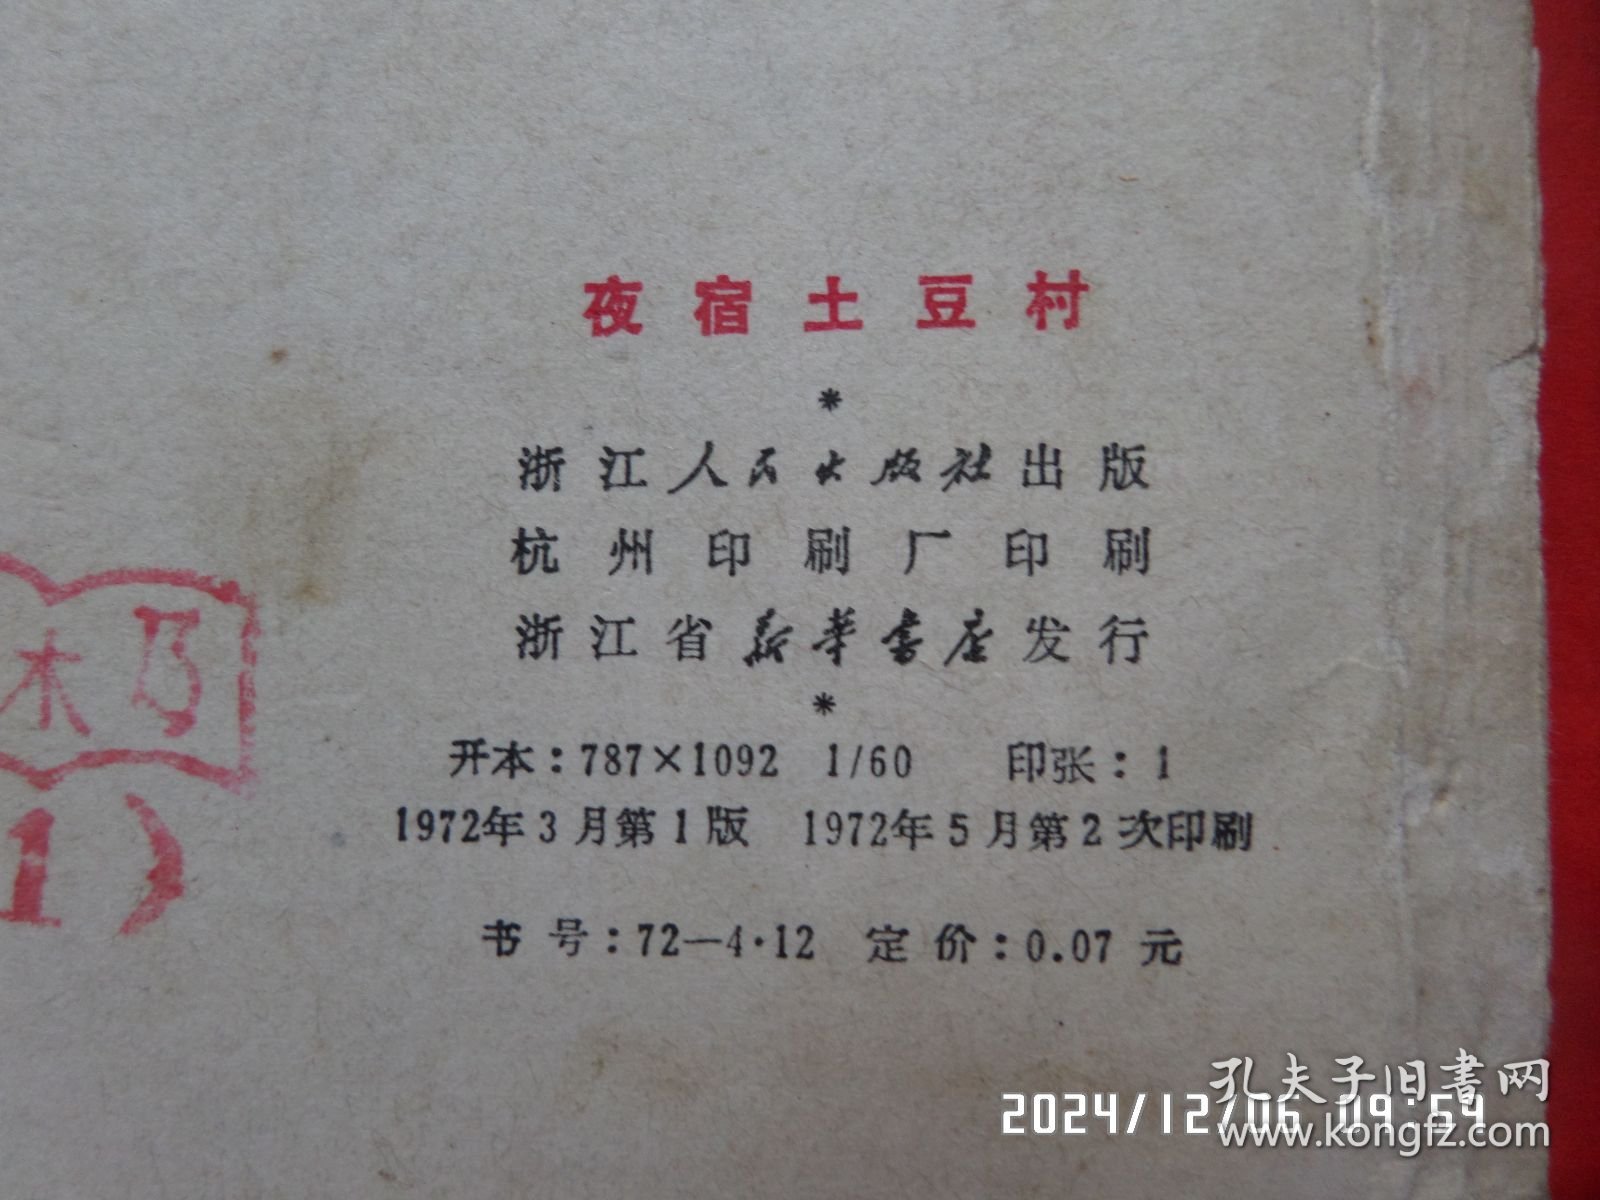 夜宿土豆村
*
浙江人民出版社出版
杭州印刷厂印刷
浙江省新华书店发行
*
开本：787×1092 1/60 印张：1
1972年3月第1版 1972年5月第2次印刷
书号：72—4·12 定价：0.07元
木乃
1）
孔夫子旧书网
2024/12/06 09:54
www.kongfz.com